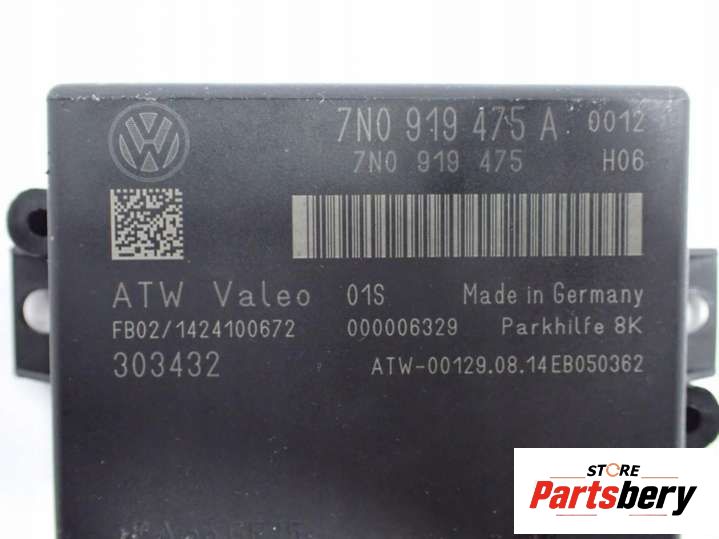 7N0 919 475 A 0012
7N0 919 475 H06
ATW Valeo 01S Made in Germany
FB02/1424100672 000006329 Parkhilfe 8K
303432 ATW-00129.08.14EB050362
STORE
Partsbery